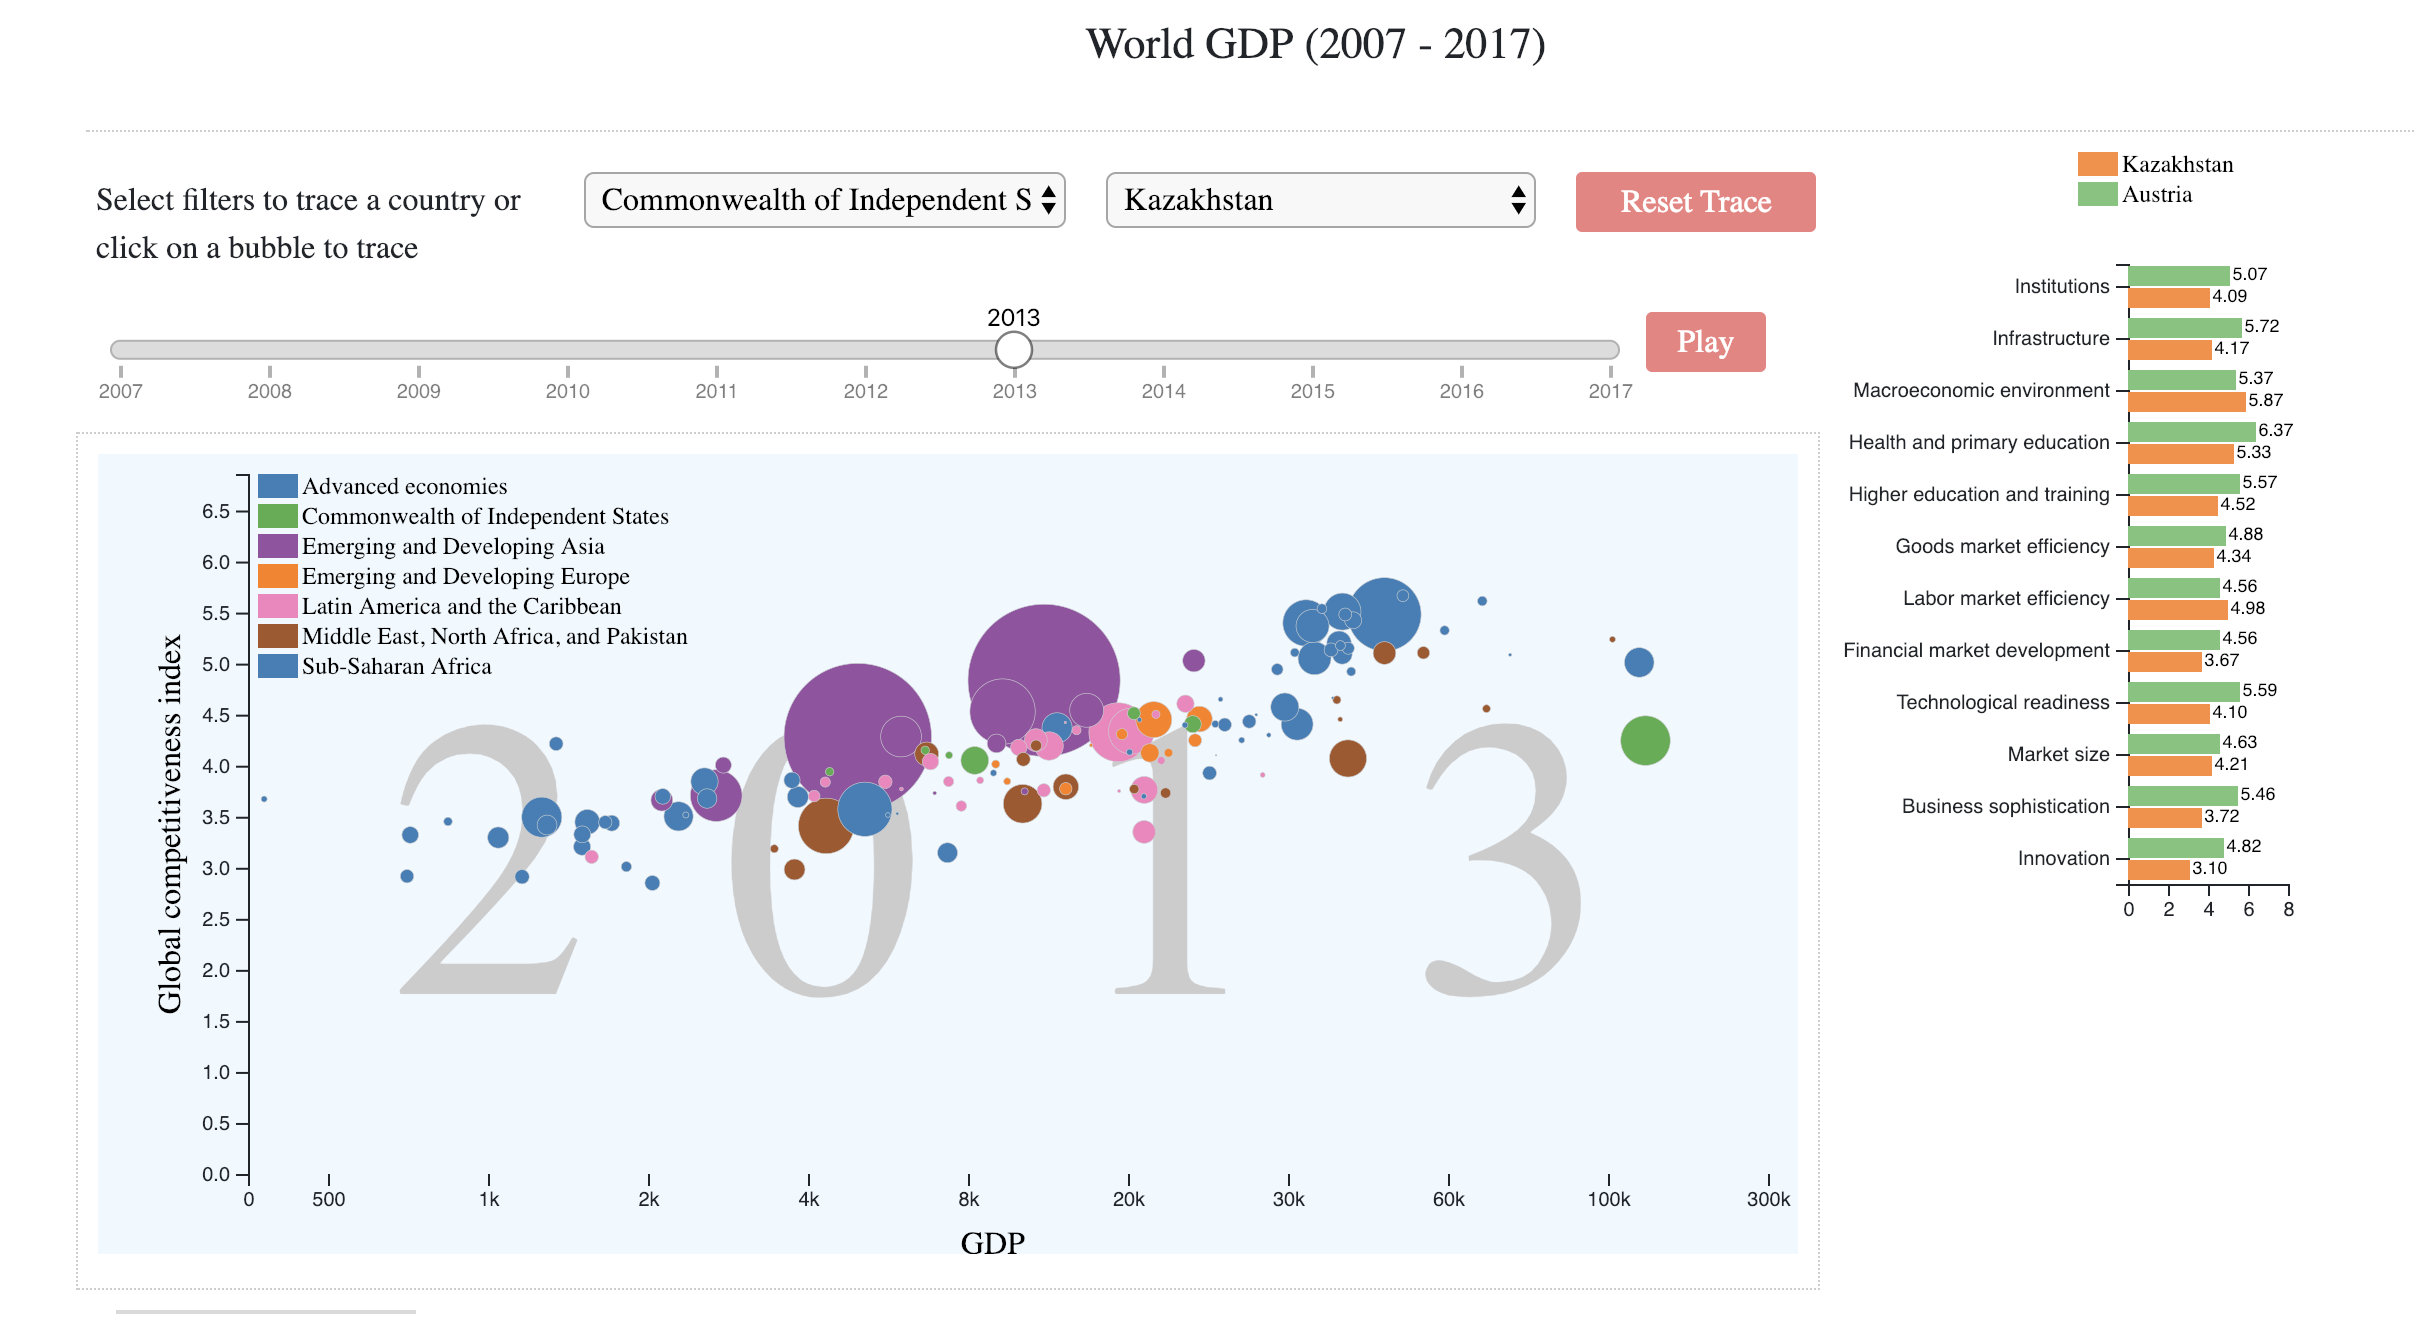 World GDP (2007 - 2017)
Select filters to trace a country or
click on a bubble to trace
Commonwealth of Independent S
Kazakhstan
Reset Trace
2013
Play
2007 2008 2009 2010 2011 2012 2013 2014 2015 2016 2017
Advanced economies
Commonwealth of Independent States
Emerging and Developing Asia
Emerging and Developing Europe
Latin America and the Caribbean
Middle East, North Africa, and Pakistan
Sub-Saharan Africa
Global competitiveness index
6.5
6.0
5.5
5.0
4.5
4.0
3.5
3.0
2.5
2.0
1.5
1.0
0.5
0.0
2013
0 500 1k 2k 4k 8k 20k 30k 60k 100k 300k
GDP
Kazakhstan
Austria
Institutions 5.07
4.09
Infrastructure 5.72
4.17
Macroeconomic environment 5.37
5.87
Health and primary education 6.37
5.33
Higher education and training 5.57
4.52
Goods market efficiency 4.88
4.34
Labor market efficiency 4.56
4.98
Financial market development 4.56
3.67
Technological readiness 5.59
4.10
Market size 4.63
4.21
Business sophistication 5.46
3.72
Innovation 4.82
3.10
0 2 4 6 8